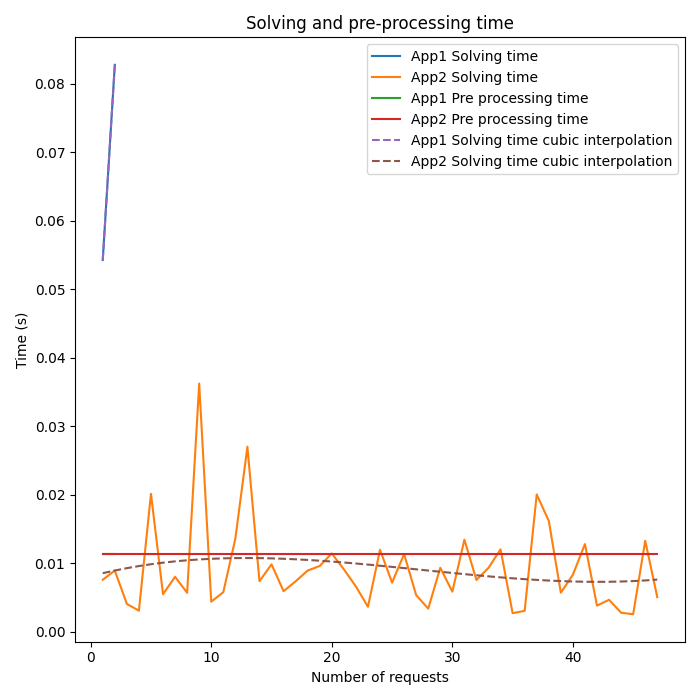 Solving and pre-processing time
App1 Solving time
App2 Solving time
App1 Pre processing time
App2 Pre processing time
App1 Solving time cubic interpolation
App2 Solving time cubic interpolation
0.08
0.07
0.06
0.05
0.04
0.03
0.02
0.01
0.00
Time (s)
0 10 20 30 40
Number of requests